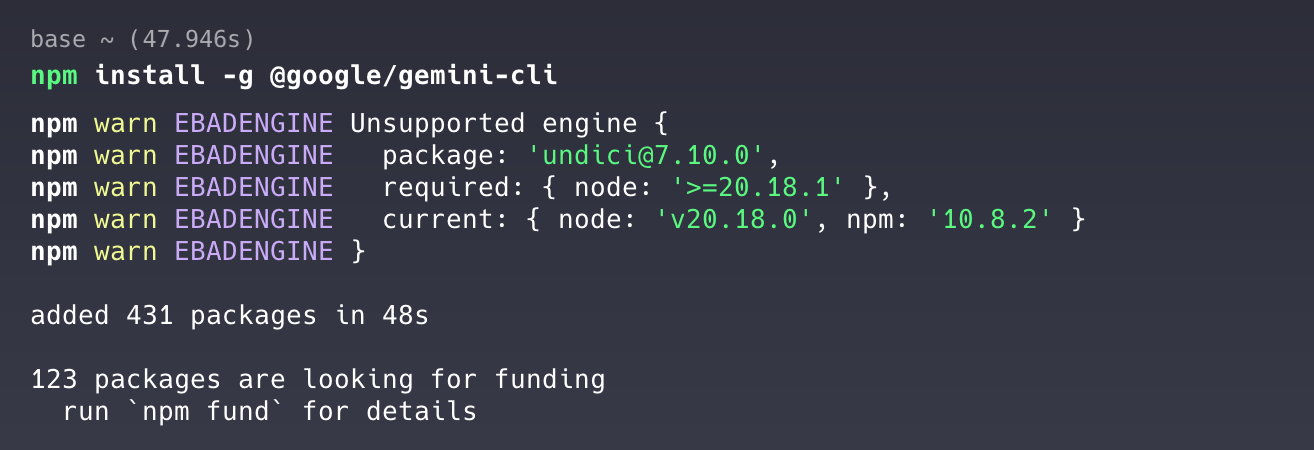 base ~ (47.946s)
npm install -g @google/gemini-cli
npm warn EBADENGINE Unsupported engine {
npm warn EBADENGINE   package: 'undici@7.10.0',
npm warn EBADENGINE   required: { node: '>=20.18.1' },
npm warn EBADENGINE   current: { node: 'v20.18.0', npm: '10.8.2' }
npm warn EBADENGINE }
added 431 packages in 48s
123 packages are looking for funding
  run `npm fund` for details